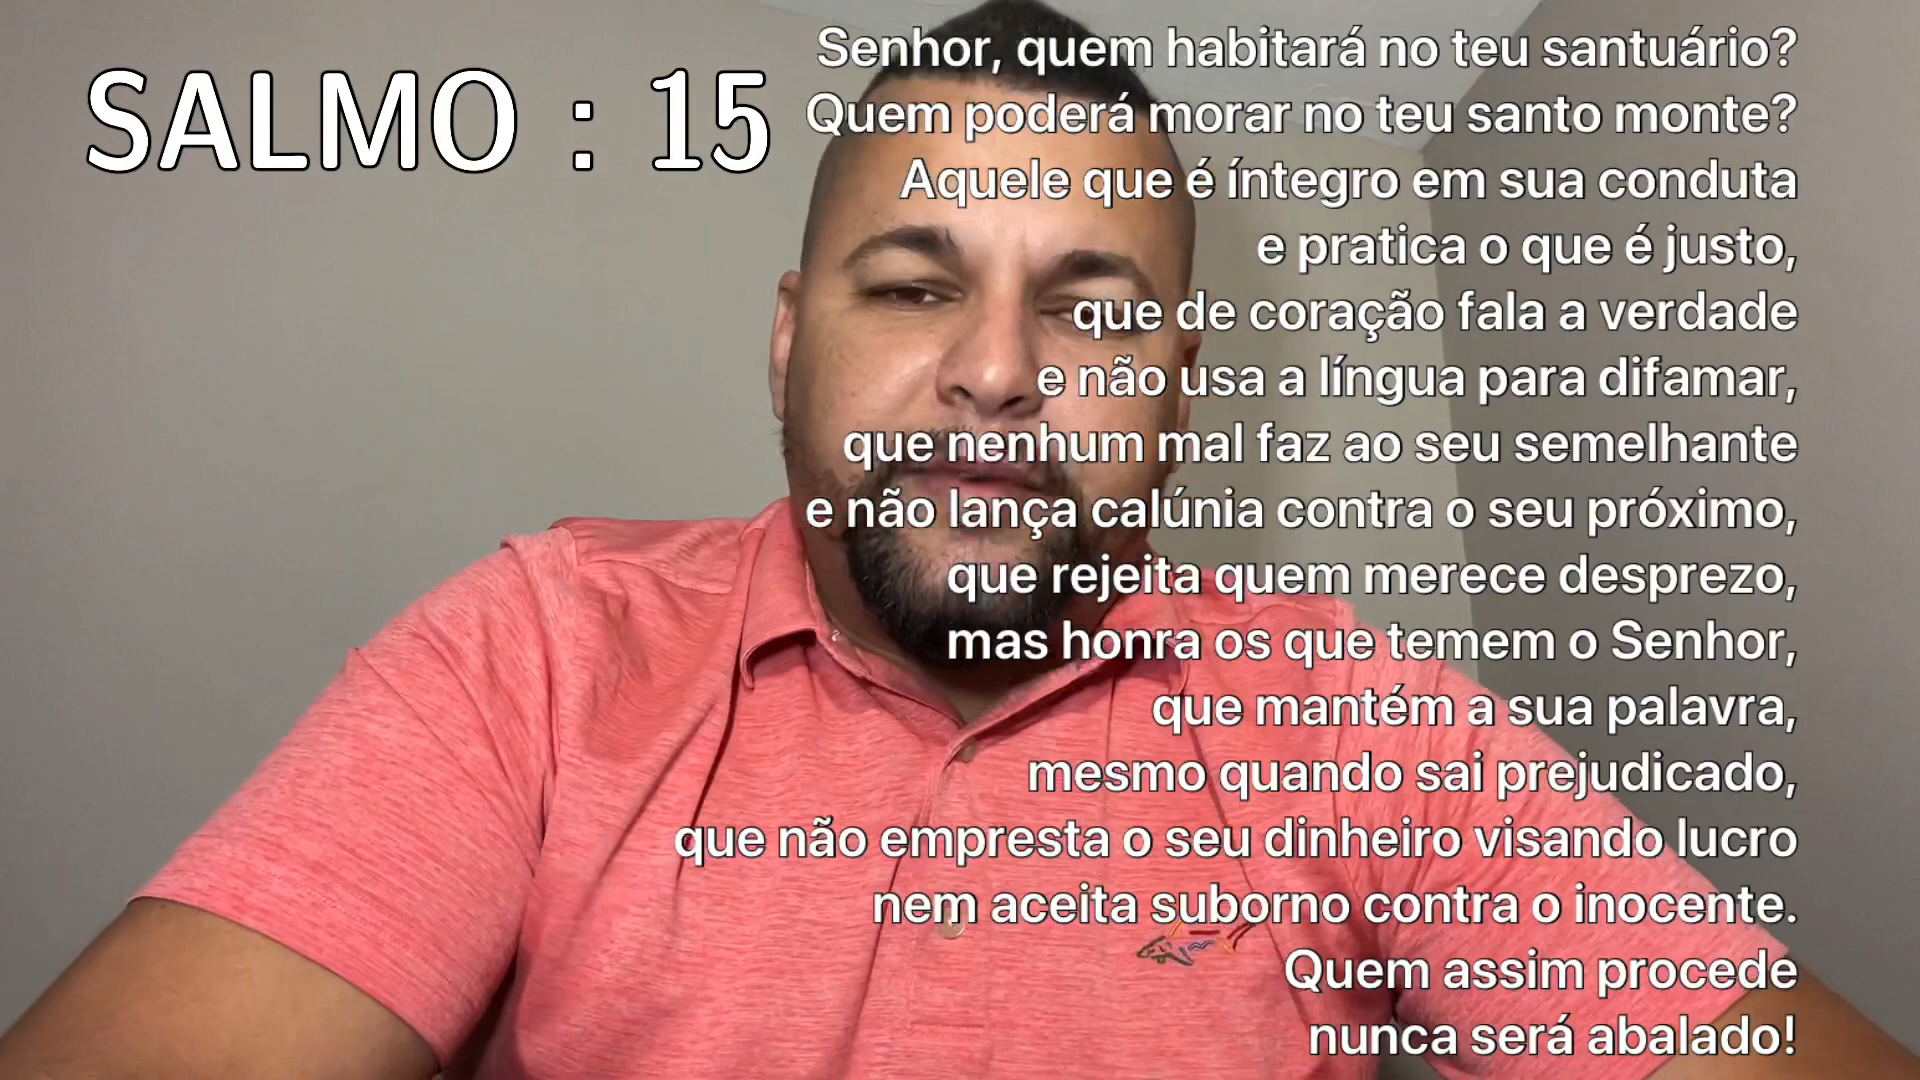 SALMO : 15
Senhor, quem habitará no teu santuário?
Quem poderá morar no teu santo monte?
Aquele que é íntegro em sua conduta
e pratica o que é justo,
que de coração fala a verdade
e não usa a língua para difamar,
que nenhum mal faz ao seu semelhante
e não lança calúnia contra o seu próximo,
que rejeita quem merece desprezo,
mas honra os que temem o Senhor,
que mantém a sua palavra,
mesmo quando sai prejudicado,
que não empresta o seu dinheiro visando lucro
nem aceita suborno contra o inocente.
Quem assim procede
nunca será abalado!